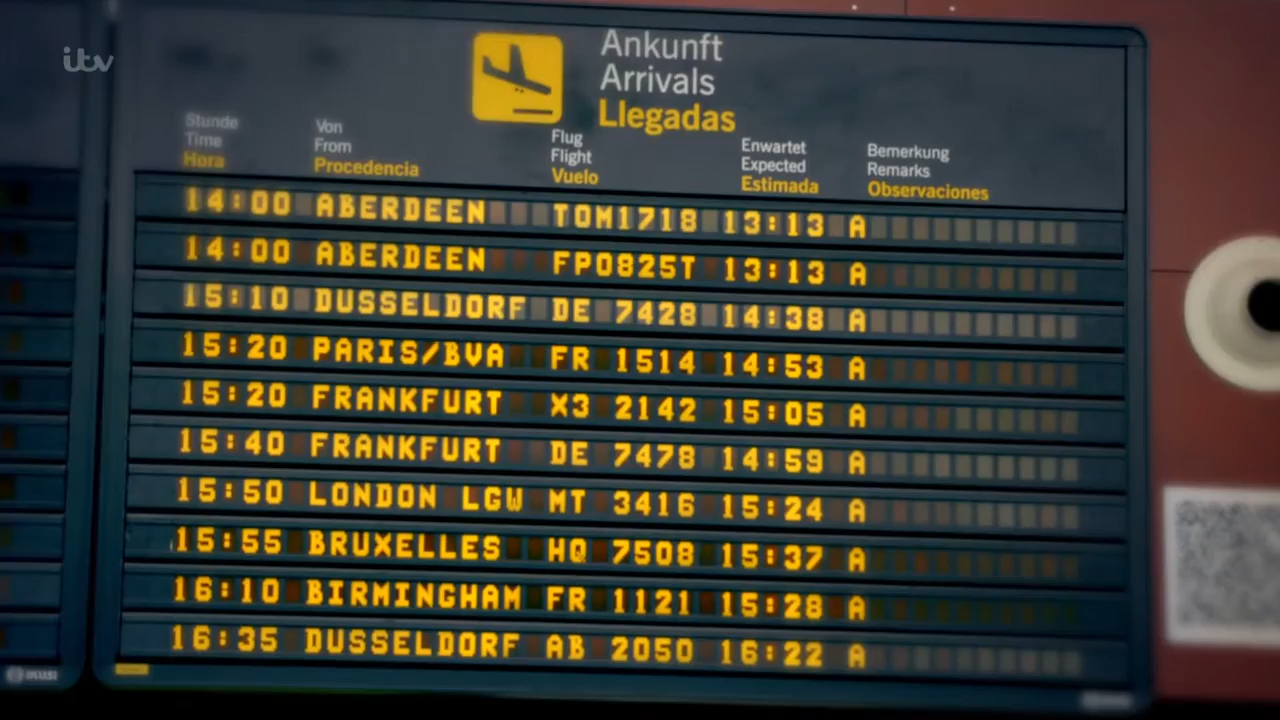 itv
Ankunft
Arrivals
Llegadas
Stunde Von Flug Enwartet Bemerkung
Time From Flight Expected Remarks
Hora Procedencia Vuelo Estimada Observaciones
14:00 ABERDEEN TOM1718 13:13 A
14:00 ABERDEEN FP0825T 13:13 A
15:10 DUSSELDORF DE 7428 14:38 A
15:20 PARIS/BVA FR 1514 14:53 A
15:20 FRANKFURT X3 2142 15:05 A
15:40 FRANKFURT DE 7478 14:59 A
15:50 LONDON LGW MT 3416 15:24 A
15:55 BRUXELLES HQ 7508 15:37 A
16:10 BIRMINGHAM FR 1121 15:28 A
16:35 DUSSELDORF AB 2050 16:22 A